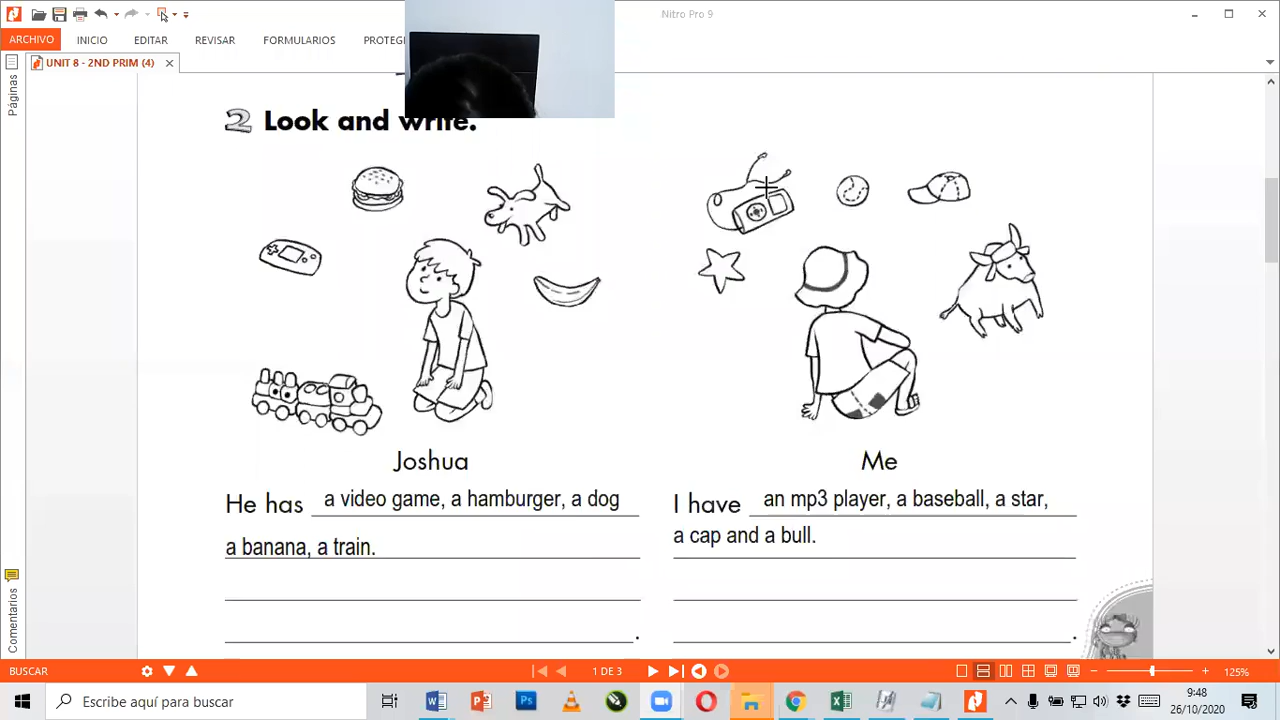 Nitro Pro 9
ARCHIVO INICIO EDITAR REVISAR FORMULARIOS PROTEG
UNIT 8 - 2ND PRIM (4)
Páginas
2 Look and write.
Joshua
He has a video game, a hamburger, a dog
a banana, a train.
.
Me
I have an mp3 player, a baseball, a star,
a cap and a bull.
.
Comentarios
BUSCAR 1 DE 3 125%
Escribe aquí para buscar
9:48
26/10/2020